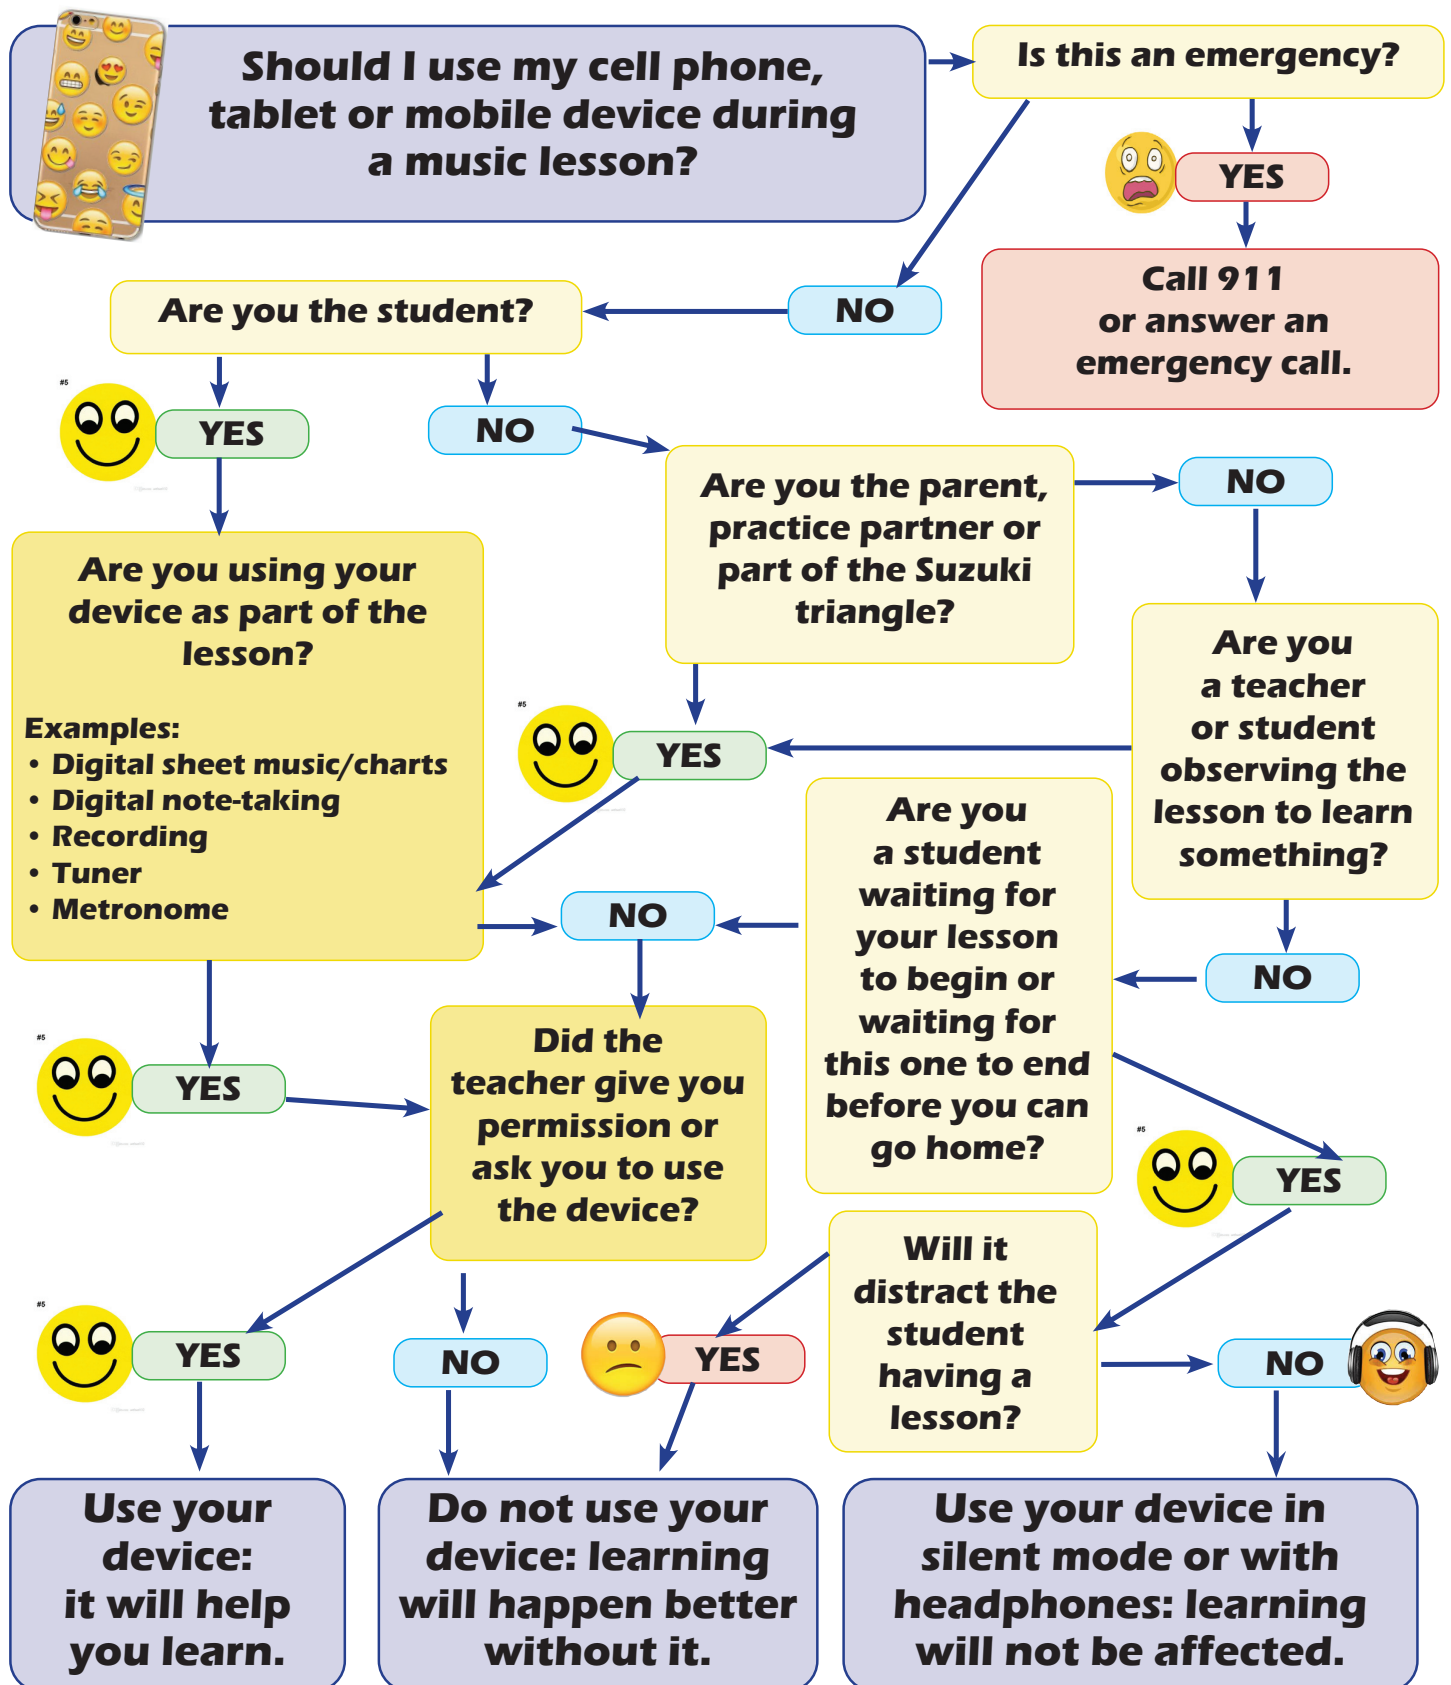 Should I use my cell phone,
tablet or mobile device during
a music lesson?
Is this an emergency?
YES
Call 911
or answer an
emergency call.
NO
Are you the student?
#5
YES
NO
Are you the parent,
practice partner or
part of the Suzuki
triangle?
NO
Are you using your
device as part of the
lesson?
Examples:
• Digital sheet music/charts
• Digital note-taking
• Recording
• Tuner
• Metronome
Are you
a teacher
or student
observing the
lesson to learn
something?
#5
YES
NO
NO
Are you
a student
waiting for
your lesson
to begin or
waiting for
this one to end
before you can
go home?
#5
YES
Did the
teacher give you
permission or
ask you to use
the device?
#5
YES
Will it
distract the
student
having a
lesson?
#5
YES
NO
YES
NO
Use your
device:
it will help
you learn.
Do not use your
device: learning
will happen better
without it.
Use your device in
silent mode or with
headphones: learning
will not be affected.